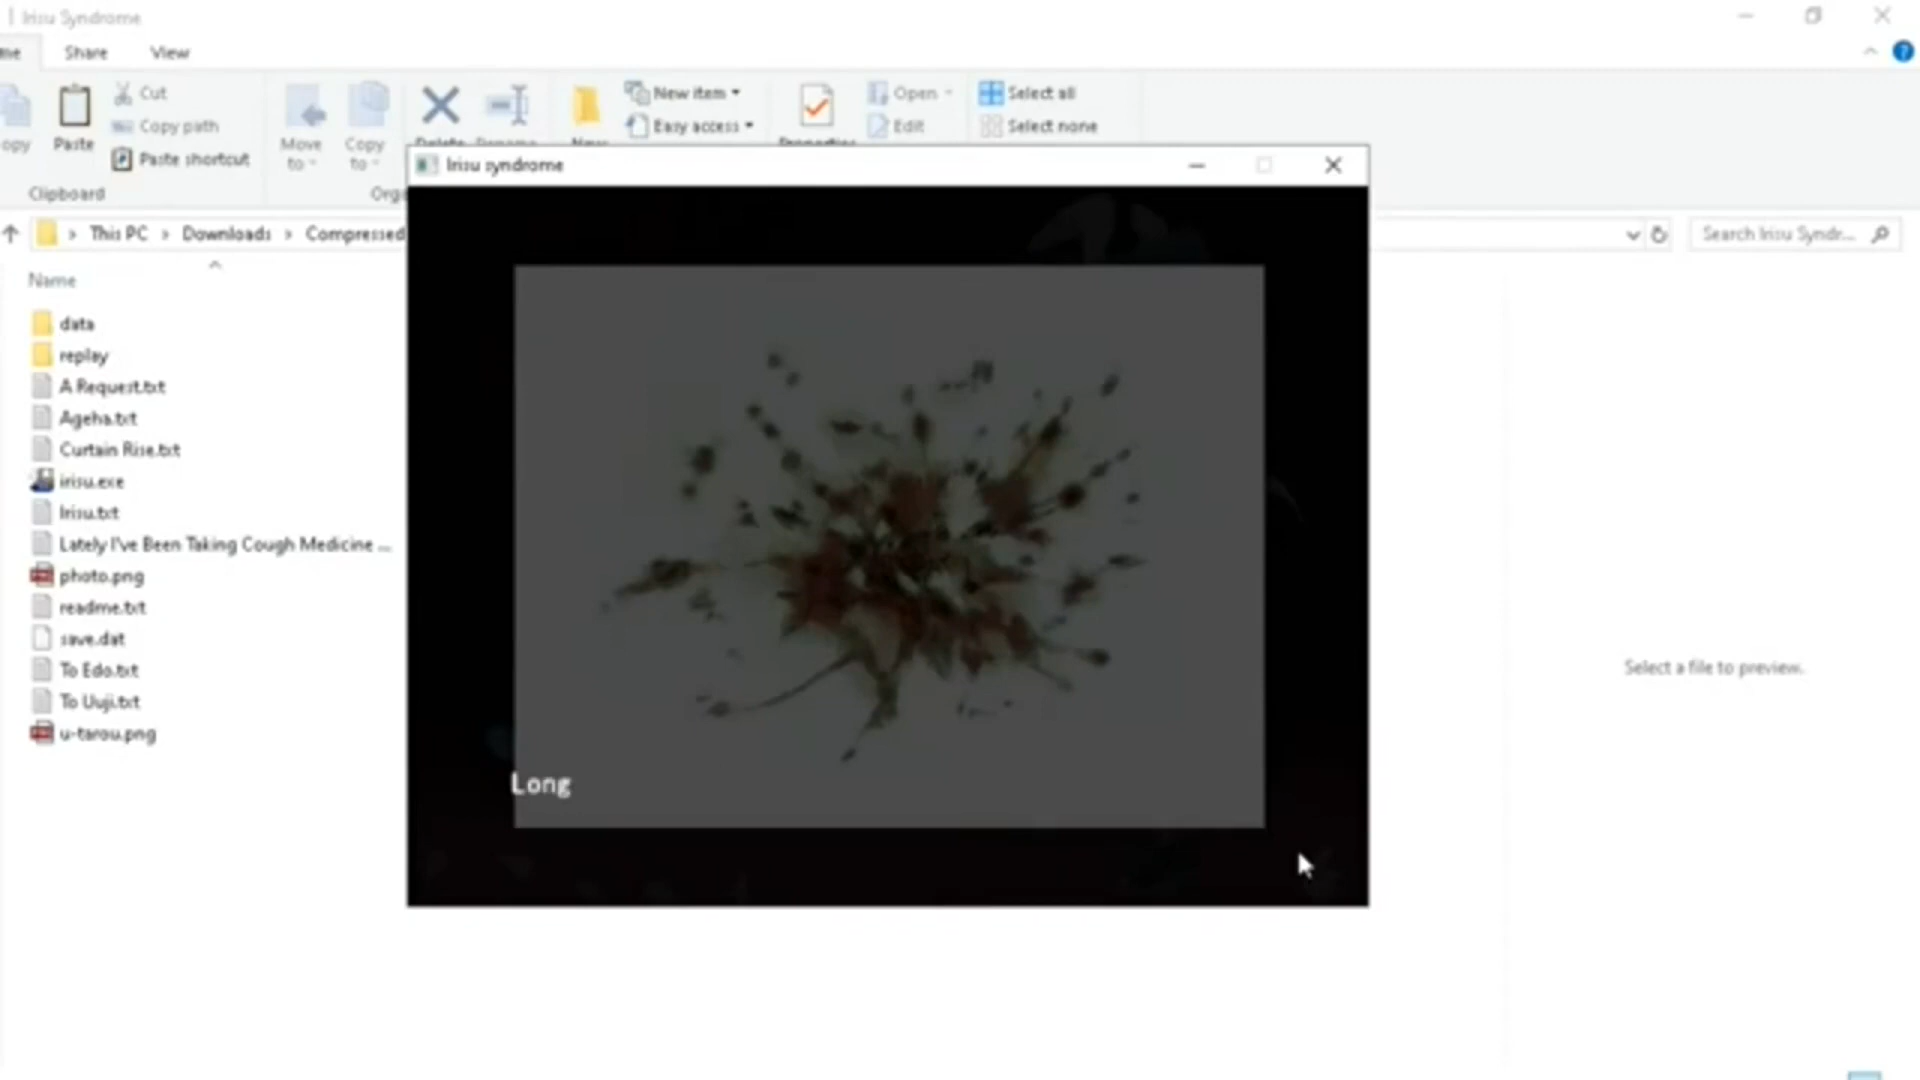 Irisu Syndrome
me Share View
Cut
Copy path
Paste shortcut
opy Paste
Move to
Copy to
New item
Easy access
Open
Edit
Select all
Select none
Clipboard
Orga
Irisu syndrome
This PC > Downloads > Compressed
Search Irisu Syndr...
Name
data
replay
A Request.txt
Ageha.txt
Curtain Rise.txt
irisu.exe
Irisu.txt
Lately I've Been Taking Cough Medicine ...
photo.png
readme.txt
save.dat
To Edo.txt
To Uuji.txt
u-tarou.png
Select a file to preview.
Long